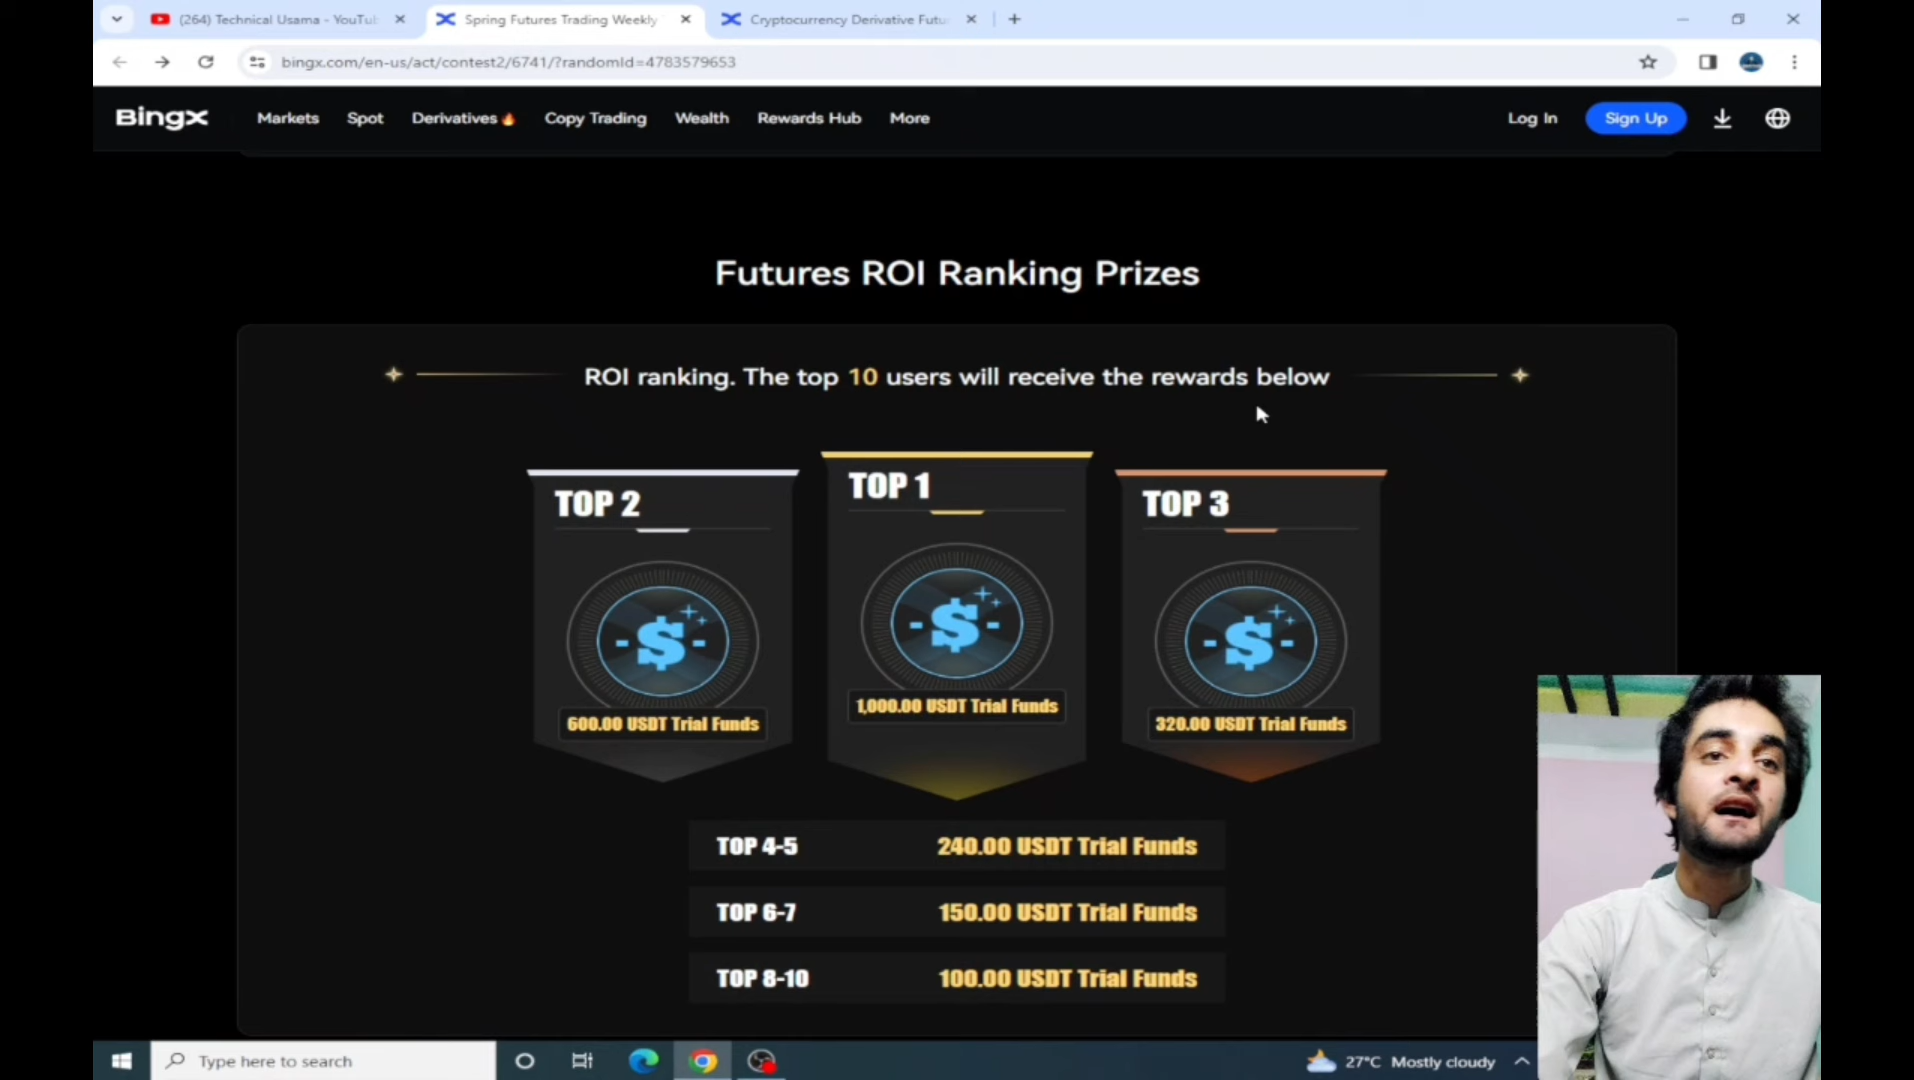 (264) Technical Usama - YouTu
Spring Futures Trading Weekly
Cryptocurrency Derivative Futu
bingx.com/en-us/act/contest2/6741/?randomId=4783579653
BingX
Markets
Spot
Derivatives
Copy Trading
Wealth
Rewards Hub
More
Log In
Sign Up
Futures ROI Ranking Prizes
ROI ranking. The top 10 users will receive the rewards below
TOP 2
600.00 USDT Trial Funds
TOP 1
1,000.00 USDT Trial Funds
TOP 3
320.00 USDT Trial Funds
TOP 4-5 240.00 USDT Trial Funds
TOP 6-7 150.00 USDT Trial Funds
TOP 8-10 100.00 USDT Trial Funds
Type here to search
27°C Mostly cloudy